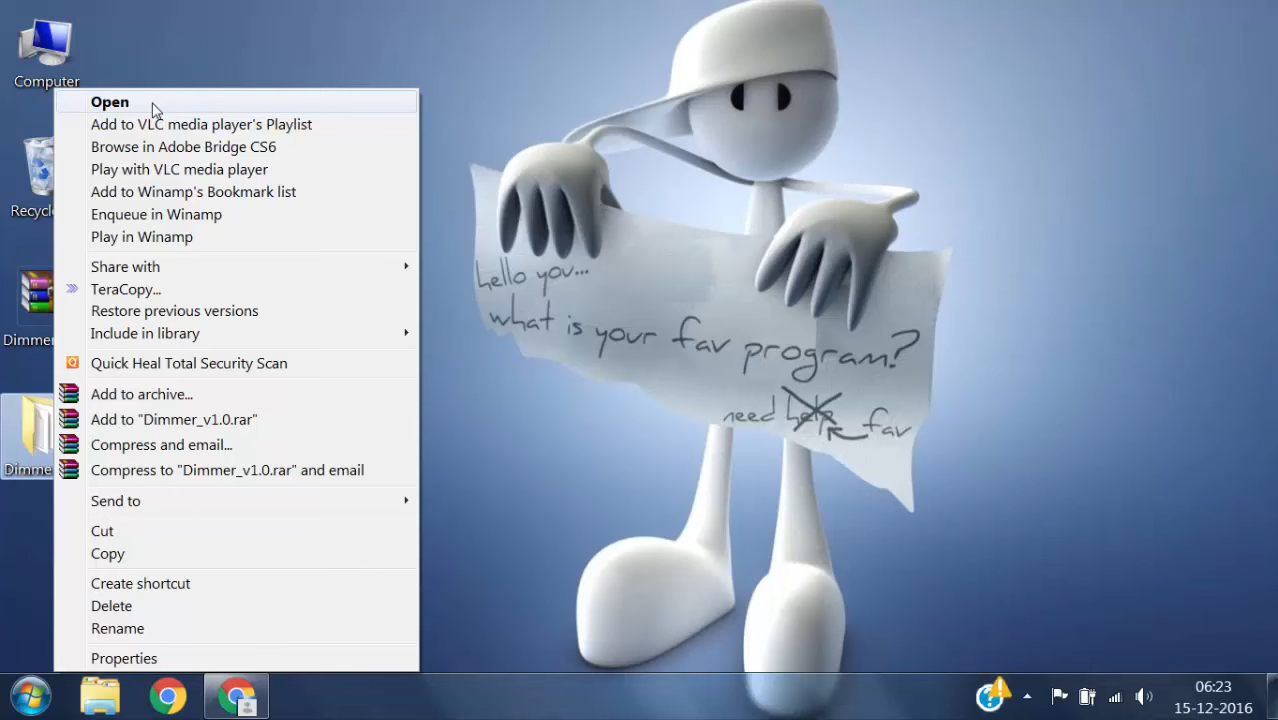 Computer
Open
Add to VLC media player's Playlist
Browse in Adobe Bridge CS6
Play with VLC media player
Add to Winamp's Bookmark list
Recycle
Enqueue in Winamp
Play in Winamp
Share with
TeraCopy...
Restore previous versions
Include in library
Dimmer
Quick Heal Total Security Scan
Add to archive...
Add to "Dimmer_v1.0.rar"
Compress and email...
Compress to "Dimmer_v1.0.rar" and email
Dimme
Send to
Cut
Copy
Create shortcut
Delete
Rename
Properties
hello you...
what is your fav program?
need help fav
06:23
15-12-2016